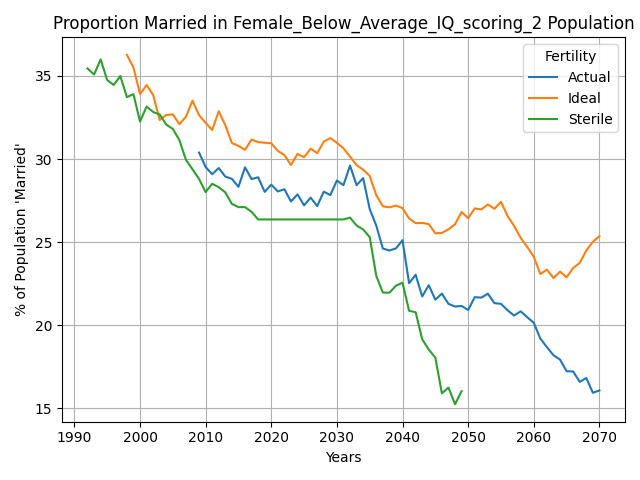 Proportion Married in Female_Below_Average_IQ_scoring_2 Population
Fertility
Actual
Ideal
Sterile
% of Population 'Married'
35
30
25
20
15
1990 2000 2010 2020 2030 2040 2050 2060 2070
Years